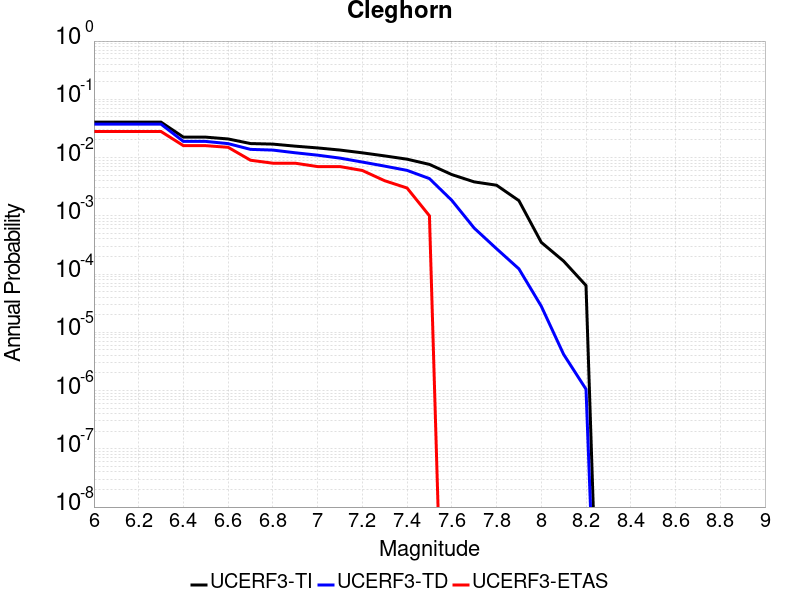 Cleghorn
10^0
10^-1
10^-2
10^-3
10^-4
10^-5
10^-6
10^-7
10^-8
Annual Probability
6 6.2 6.4 6.6 6.8 7 7.2 7.4 7.6 7.8 8 8.2 8.4 8.6 8.8 9
Magnitude
UCERF3-TI UCERF3-TD UCERF3-ETAS